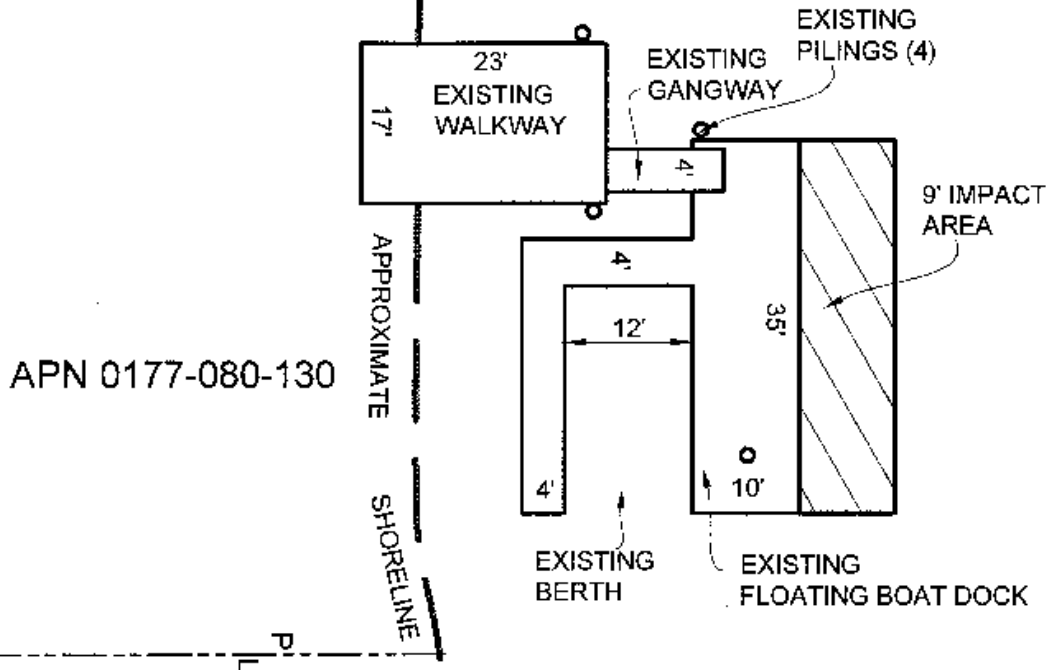 EXISTING
PILINGS (4)
EXISTING
GANGWAY
23'
EXISTING
WALKWAY
17'
4'
9' IMPACT
AREA
4'
12'
35'
APPROXIMATE
SHORELINE
APN 0177-080-130
4'
10'
EXISTING
BERTH
EXISTING
FLOATING BOAT DOCK
P
L